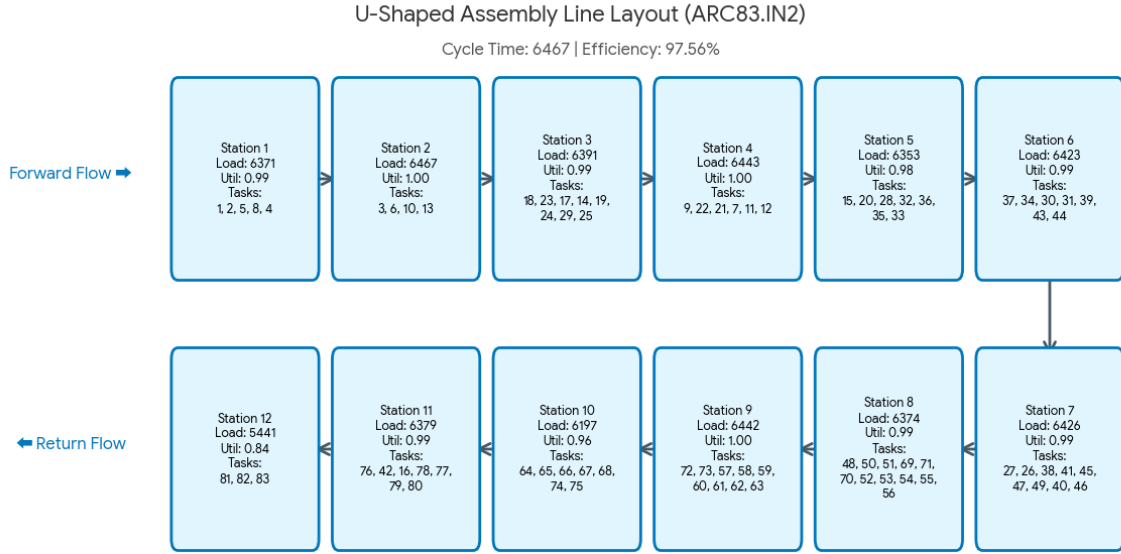 U-Shaped Assembly Line Layout (ARC83.IN2)
Cycle Time: 6467 | Efficiency: 97.56%
Forward Flow ➡
Station 1
Load: 6371
Util: 0.99
Tasks:
1, 2, 5, 8, 4
Station 2
Load: 6467
Util: 1.00
Tasks:
3, 6, 10, 13
Station 3
Load: 6391
Util: 0.99
Tasks:
18, 23, 17, 14, 19,
24, 29, 25
Station 4
Load: 6443
Util: 1.00
Tasks:
9, 22, 21, 7, 11, 12
Station 5
Load: 6353
Util: 0.98
Tasks:
15, 20, 28, 32, 36,
35, 33
Station 6
Load: 6423
Util: 0.99
Tasks:
37, 34, 30, 31, 39,
43, 44
⬅ Return Flow
Station 12
Load: 5441
Util: 0.84
Tasks:
81, 82, 83
Station 11
Load: 6379
Util: 0.99
Tasks:
76, 42, 16, 78, 77,
79, 80
Station 10
Load: 6197
Util: 0.96
Tasks:
64, 65, 66, 67, 68,
74, 75
Station 9
Load: 6442
Util: 1.00
Tasks:
72, 73, 57, 58, 59,
60, 61, 62, 63
Station 8
Load: 6374
Util: 0.99
Tasks:
48, 50, 51, 69, 71,
70, 52, 53, 54, 55,
56
Station 7
Load: 6426
Util: 0.99
Tasks:
27, 26, 38, 41, 45,
47, 49, 40, 46